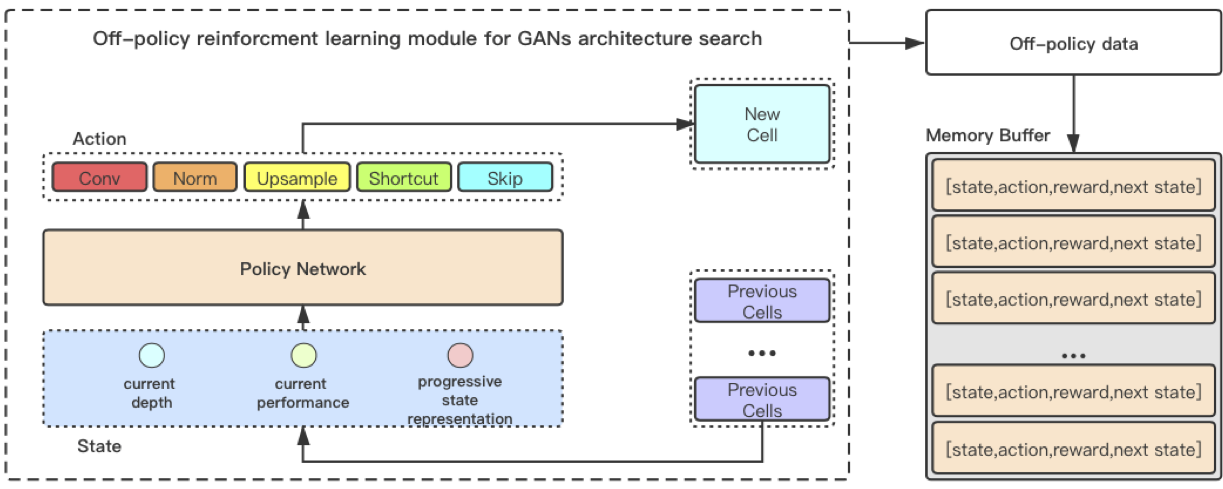 Off-policy reinforcment learning module for GANs architecture search
Action
Conv
Norm
Upsample
Shortcut
Skip
New
Cell
Policy Network
current
depth
current
performance
progressive
state
representation
State
Previous
Cells
...
Previous
Cells
Off-policy data
Memory Buffer
[state,action,reward,next state]
[state,action,reward,next state]
[state,action,reward,next state]
...
[state,action,reward,next state]
[state,action,reward,next state]